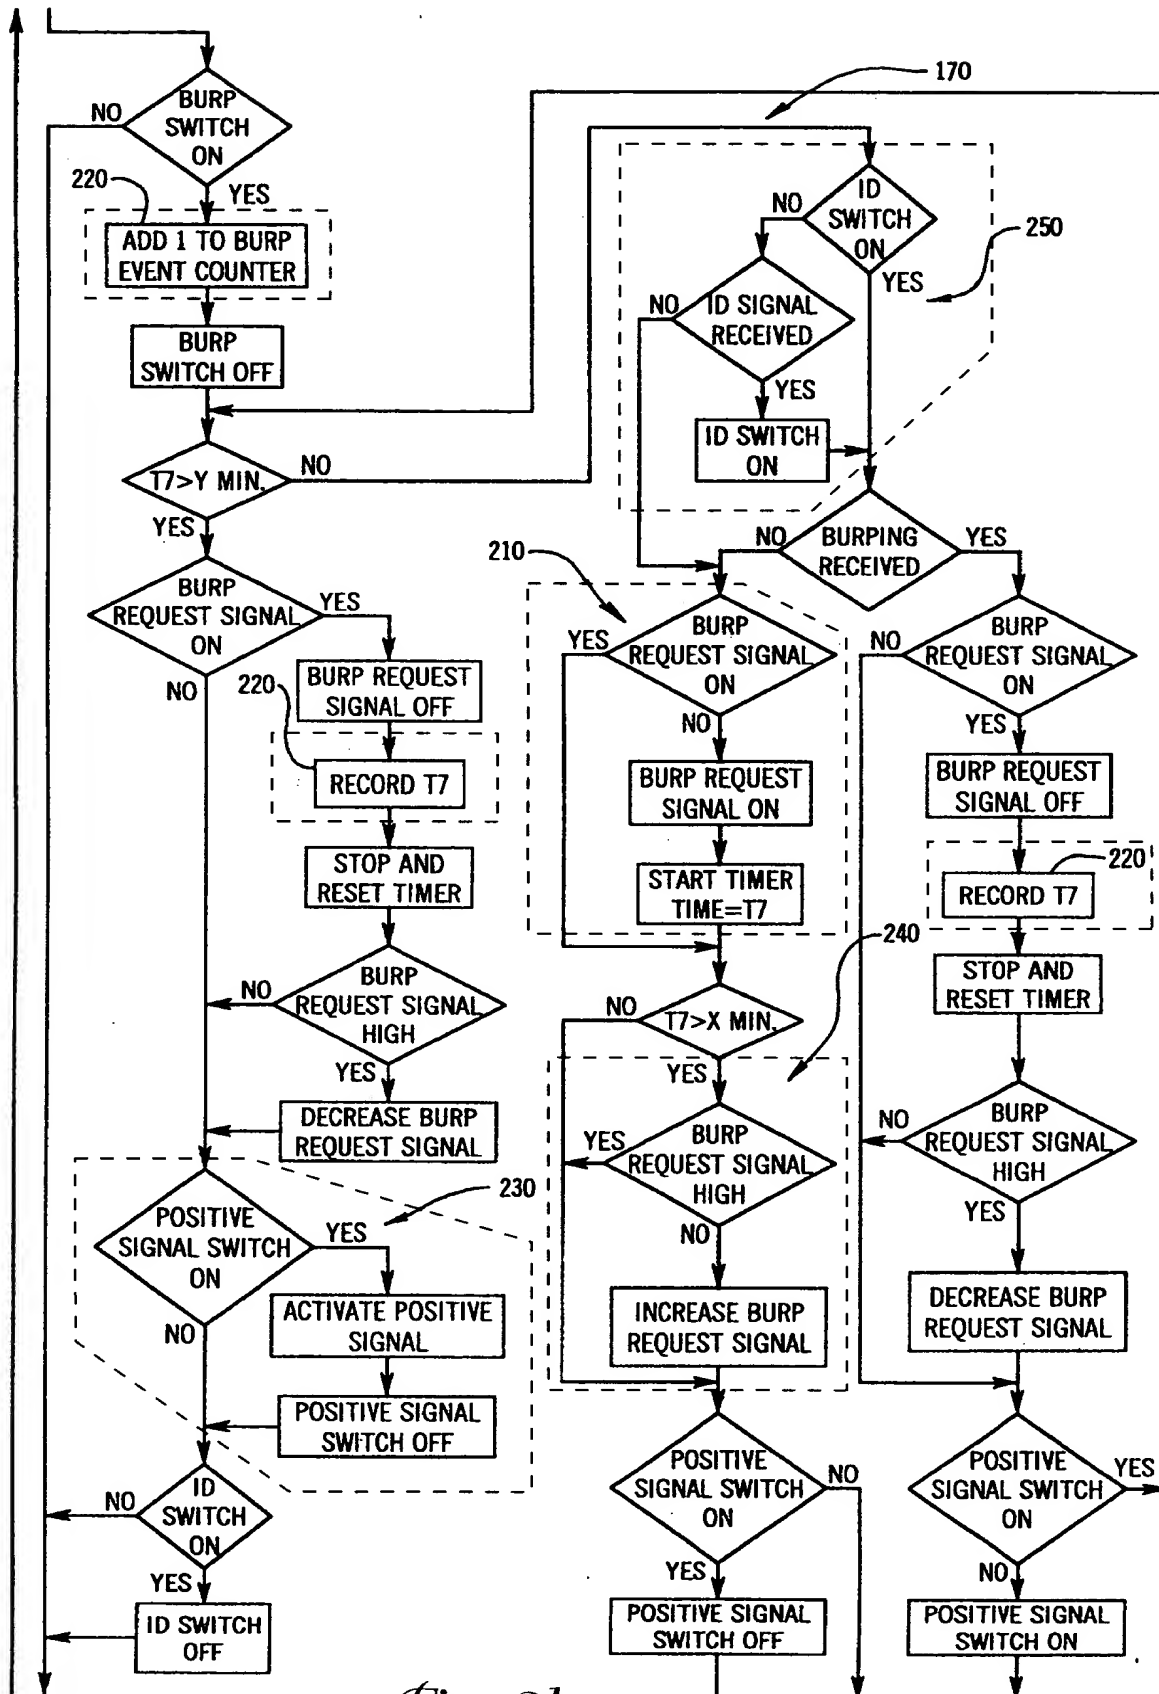 170
NO
BURP
SWITCH
ON
220
YES
ADD 1 TO BURP
EVENT COUNTER
BURP
SWITCH OFF
T7>Y MIN.
NO
YES
BURP
REQUEST SIGNAL
ON
YES
NO
BURP REQUEST
SIGNAL OFF
220
RECORD T7
STOP AND
RESET TIMER
BURP
REQUEST SIGNAL
HIGH
NO
YES
DECREASE BURP
REQUEST SIGNAL
230
POSITIVE
SIGNAL SWITCH
ON
YES
NO
ACTIVATE POSITIVE
SIGNAL
POSITIVE SIGNAL
SWITCH OFF
ID
SWITCH
ON
NO
YES
ID SWITCH
OFF
ID
SWITCH
ON
NO
YES
250
NO
ID SIGNAL
RECEIVED
YES
ID SWITCH
ON
BURPING
RECEIVED
NO
YES
210
BURP
REQUEST SIGNAL
ON
YES
NO
BURP REQUEST
SIGNAL ON
START TIMER
TIME=T7
240
NO
T7>X MIN.
YES
BURP
REQUEST SIGNAL
HIGH
YES
NO
INCREASE BURP
REQUEST SIGNAL
POSITIVE
SIGNAL SWITCH
ON
NO
YES
POSITIVE SIGNAL
SWITCH OFF
BURP
REQUEST SIGNAL
ON
NO
YES
BURP REQUEST
SIGNAL OFF
220
RECORD T7
STOP AND
RESET TIMER
BURP
REQUEST SIGNAL
HIGH
NO
YES
DECREASE BURP
REQUEST SIGNAL
POSITIVE
SIGNAL SWITCH
ON
YES
NO
POSITIVE SIGNAL
SWITCH ON